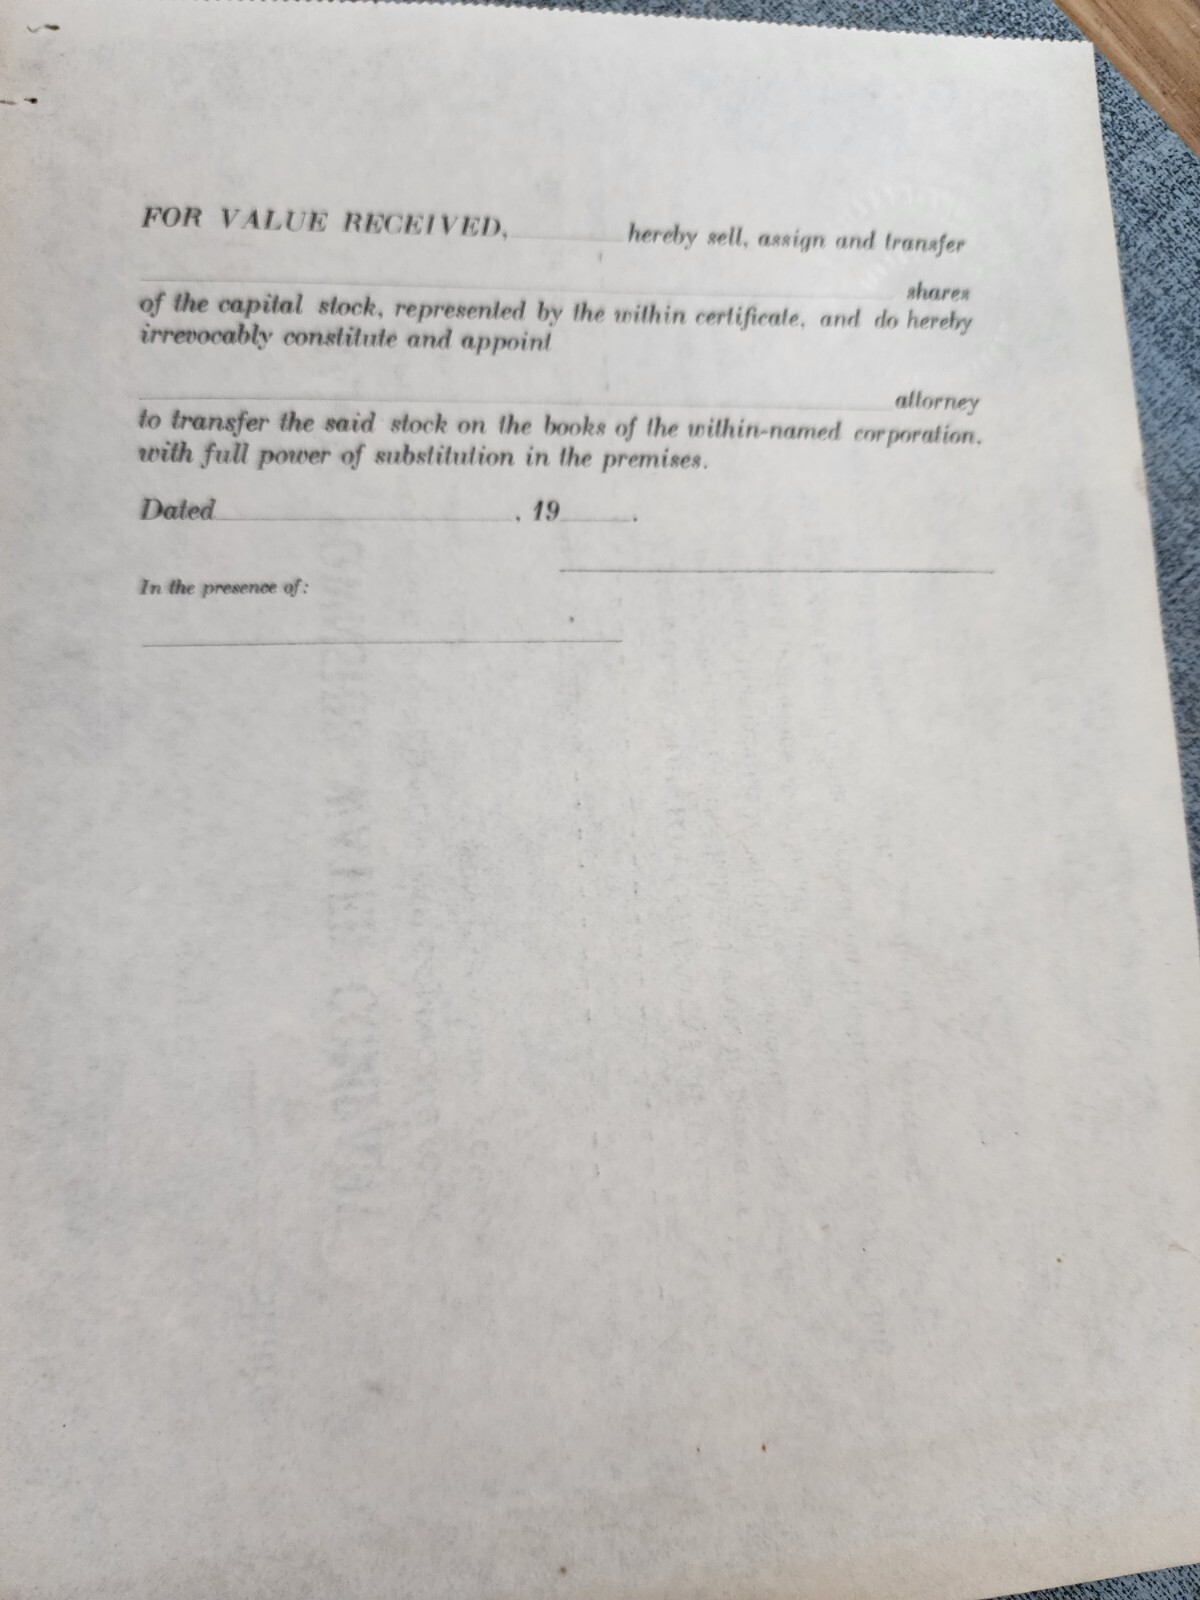 FOR VALUE RECEIVED, hereby sell, assign and transfer
shares
of the capital stock, represented by the within certificate, and do hereby
irrevocably constitute and appoint
attorney
to transfer the said stock on the books of the within-named corporation,
with full power of substitution in the premises.
Dated , 19 .
In the presence of: